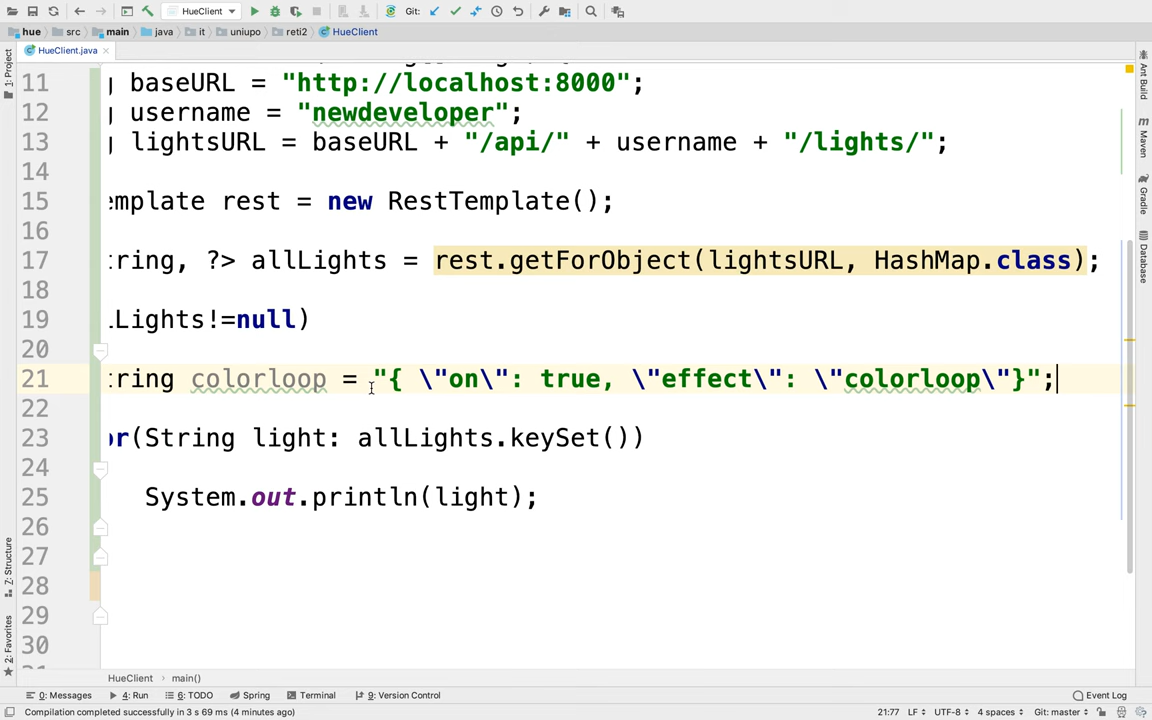 HueClient
Git:
hue src main java it uniupo reti2 HueClient
HueClient.java
1: Project
7: Structure
2: Favorites
Ant Build
Maven
Gradle
Database
11 baseURL = "http://localhost:8000";
12 username = "newdeveloper";
13 lightsURL = baseURL + "/api/" + username + "/lights/";
14
15 emplate rest = new RestTemplate();
16
17 ring, ?> allLights = rest.getForObject(lightsURL, HashMap.class);
18
19 Lights!=null)
20
21 ring colorloop = "{ \"on\": true, \"effect\": \"colorloop\"}";
22
23 r(String light: allLights.keySet())
24
25 System.out.println(light);
26
27
28
29
30
HueClient › main()
0: Messages 4: Run 6: TODO Spring Terminal 9: Version Control Event Log
Compilation completed successfully in 3 s 69 ms (4 minutes ago) 21:77 LF UTF-8 4 spaces Git: master